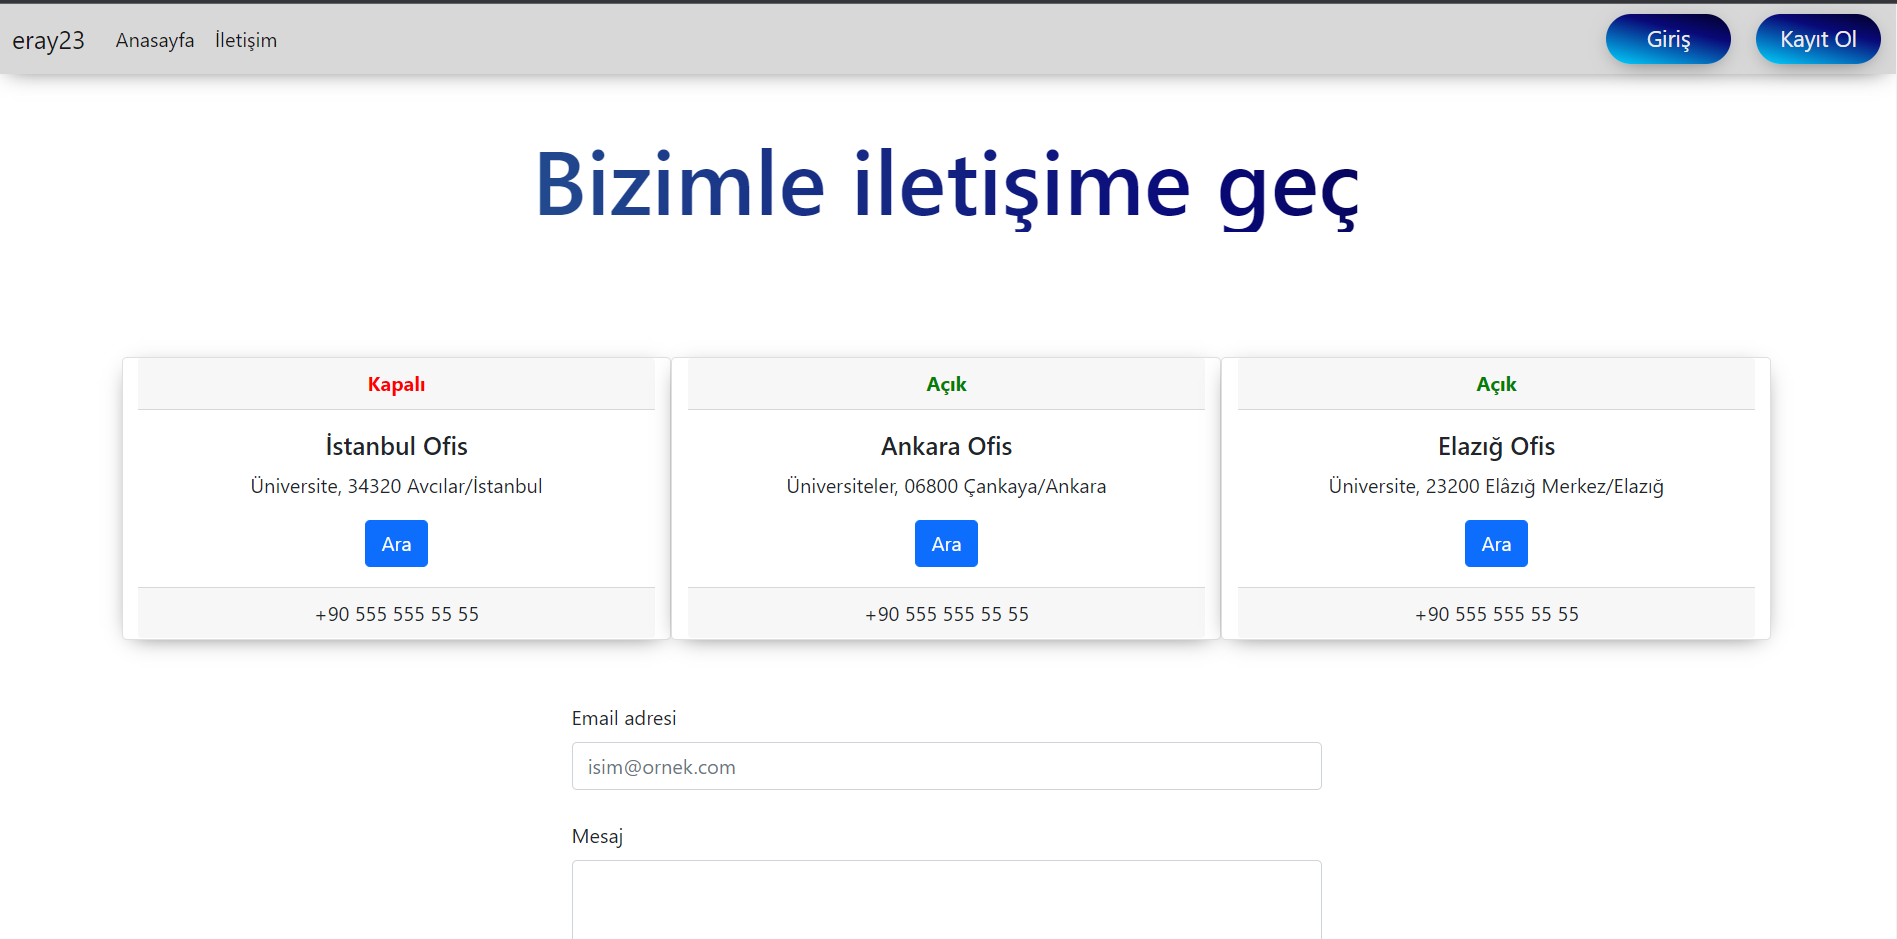 eray23 Anasayfa İletişim Giriş Kayıt Ol
Bizimle iletişime geç
Kapalı
İstanbul Ofis
Üniversite, 34320 Avcılar/İstanbul
Ara
+90 555 555 55 55
Açık
Ankara Ofis
Üniversiteler, 06800 Çankaya/Ankara
Ara
+90 555 555 55 55
Açık
Elazığ Ofis
Üniversite, 23200 Elâzığ Merkez/Elazığ
Ara
+90 555 555 55 55
Email adresi
isim@ornek.com
Mesaj